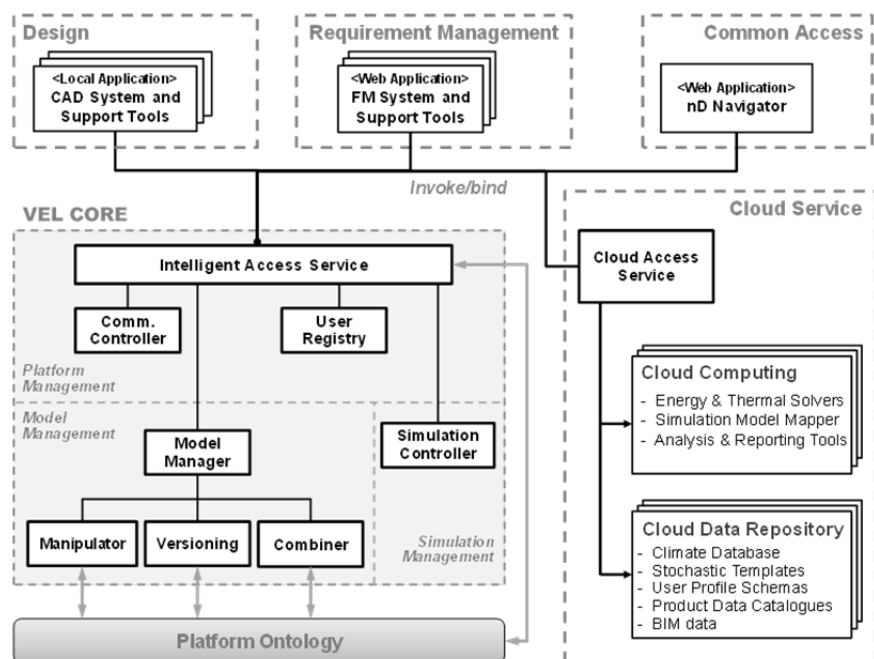 Design
<Local Application>
CAD System and
Support Tools
Requirement Management
<Web Application>
FM System and
Support Tools
Common Access
<Web Application>
nD Navigator
Invoke/bind
VEL CORE
Intelligent Access Service
Comm.
Controller
User
Registry
Platform
Management
Model
Management
Model
Manager
Simulation
Controller
Manipulator
Versioning
Combiner
Simulation
Management
Platform Ontology
Cloud Service
Cloud Access
Service
Cloud Computing
- Energy & Thermal Solvers
- Simulation Model Mapper
- Analysis & Reporting Tools
Cloud Data Repository
- Climate Database
- Stochastic Templates
- User Profile Schemas
- Product Data Catalogues
- BIM data